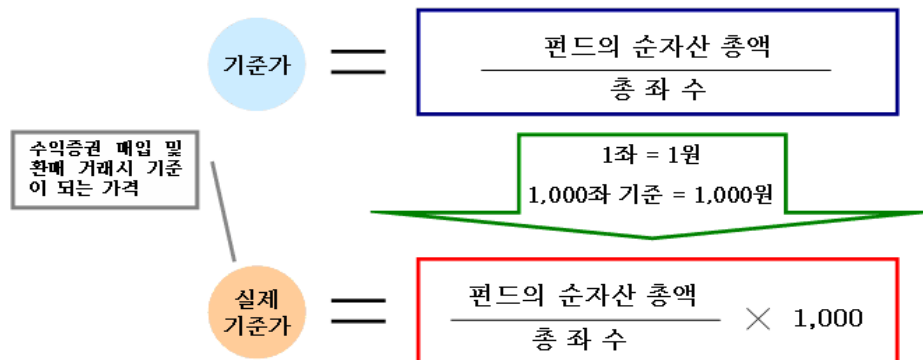 기준가
=
펀드의 순자산 총액
총 좌 수
수익증권 매입 및
환매 거래시 기준
이 되는 가격
1좌 = 1원
1,000좌 기준 = 1,000원
실제
기준가
=
펀드의 순자산 총액
총 좌 수
× 1,000